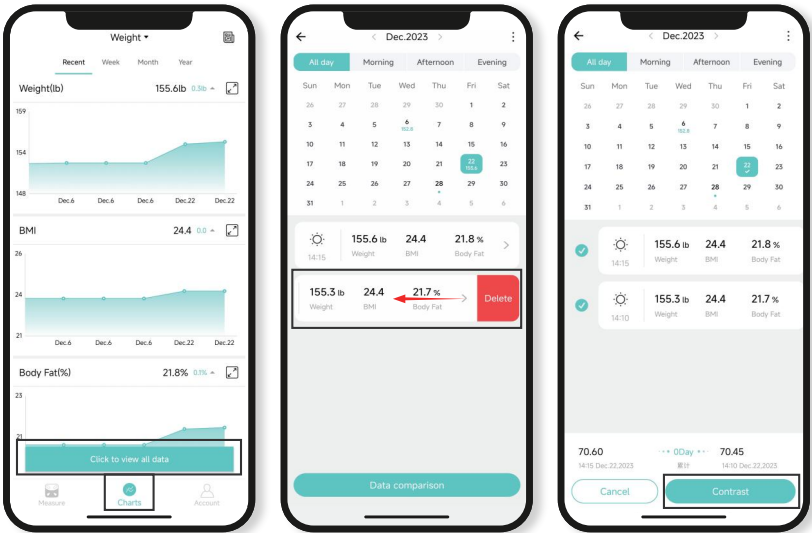 Weight
Recent Week Month Year
Weight(lb) 155.6lb 0.3lb
159
154
148
Dec.6 Dec.6 Dec.6 Dec.22 Dec.22
BMI 24.4 0.0
26
24
21
Dec.6 Dec.6 Dec.6 Dec.22 Dec.22
Body Fat(%) 21.8% 0.1%
23
21
Click to view all data
Measure Charts Account
< Dec.2023 >
All day Morning Afternoon Evening
Sun Mon Tue Wed Thu Fri Sat
26 27 28 29 30 1 2
3 4 5 6 7 8 9
152.8
10 11 12 13 14 15 16
17 18 19 20 21 22 23
155.6
24 25 26 27 28 29 30
31 1 2 3 4 5 6
155.6 lb 24.4 21.8 %
14:15 Weight BMI Body Fat
155.3 lb 24.4 21.7 % Delete
Weight BMI Body Fat
Data comparison
< Dec.2023 >
All day Morning Afternoon Evening
Sun Mon Tue Wed Thu Fri Sat
26 27 28 29 30 1 2
3 4 5 6 7 8 9
152.8
10 11 12 13 14 15 16
17 18 19 20 21 22 23
24 25 26 27 28 29 30
31 1 2 3 4 5 6
155.6 lb 24.4 21.8 %
14:15 Weight BMI Body Fat
155.3 lb 24.4 21.7 %
14:10 Weight BMI Body Fat
70.60 0Day 70.45
14:15 Dec.22,2023 累计 14:10 Dec.22,2023
Cancel Contrast